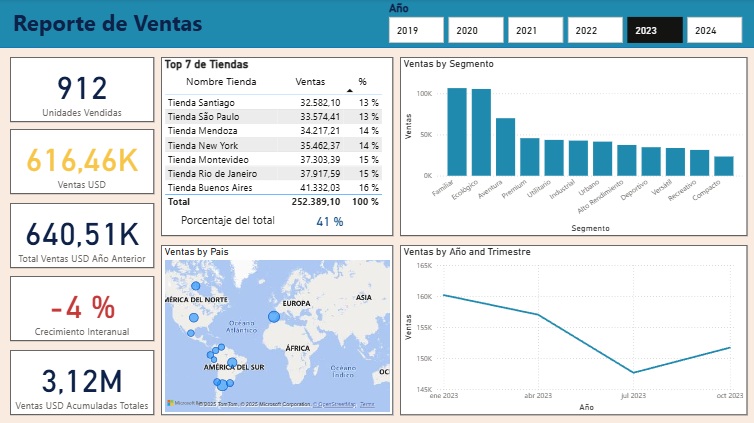 Reporte de Ventas
Año
2019 2020 2021 2022 2023 2024
912
Unidades Vendidas
616,46K
Ventas USD
640,51K
Total Ventas USD Año Anterior
-4 %
Crecimiento Interanual
3,12M
Ventas USD Acumuladas Totales
Top 7 de Tiendas
Nombre Tienda Ventas %
Tienda Santiago 32.582,10 13 %
Tienda São Paulo 33.574,41 13 %
Tienda Mendoza 34.217,21 14 %
Tienda New York 35.462,37 14 %
Tienda Montevideo 37.303,39 15 %
Tienda Rio de Janeiro 37.917,59 15 %
Tienda Buenos Aires 41.332,03 16 %
Total 252.389,10 100 %
Porcentaje del total 41 %
Ventas por Segmento
Ventas
100K
50K
0K
Familiar Ecológico Aventura Premium Utilitario Industrial Urbano Alto Rendimiento Deportivo Versátil Recreativo Compacto
Segmento
Ventas by Pais
AMÉRICA DEL NORTE
EUROPA
ASIA
Océano
Atlántico
ÁFRICA
AMÉRICA DEL SUR
Océano
Índico
OC
Microsoft Bing
© 2025 TomTom, © 2025 Microsoft Corporation, © OpenStreetMap Terms
Ventas by Año and Trimestre
Ventas
165K
160K
155K
150K
145K
ene 2023 abr 2023 jul 2023 oct 2023
Año